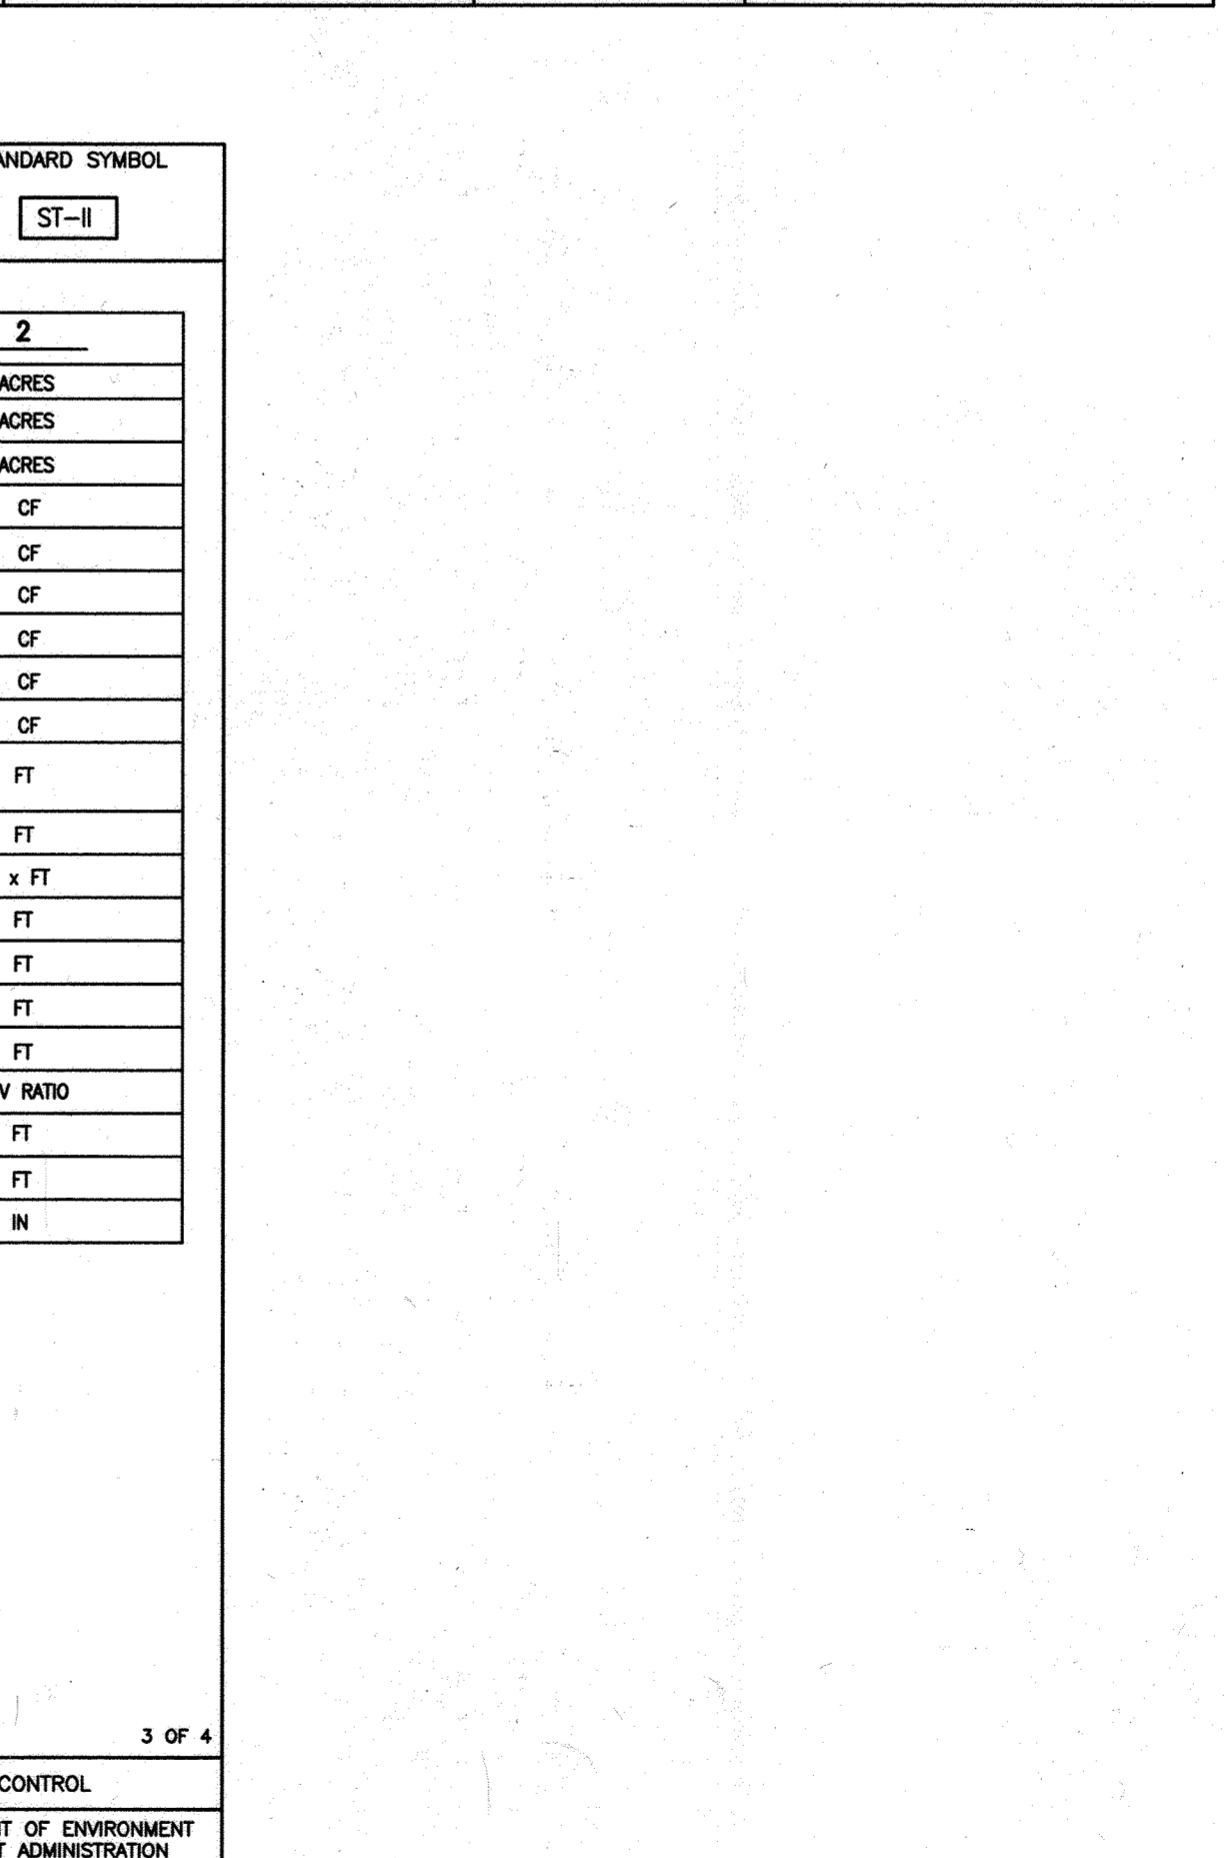 ANDARD SYMBOL
ST-II
2
ACRES
ACRES
ACRES
CF
CF
CF
CF
CF
CF
FT
FT
x FT
FT
FT
FT
FT
V RATIO
FT
FT
IN
3 OF 4
CONTROL
T OF ENVIRONMENT
T ADMINISTRATION